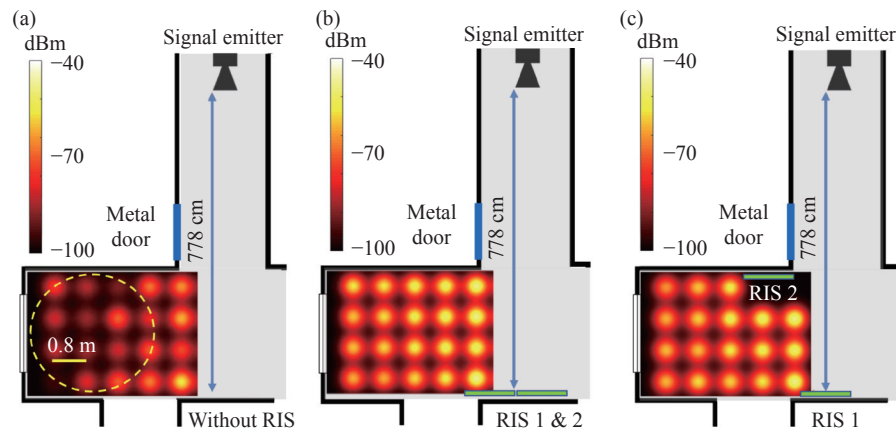 (a)
dBm
−40
−70
−100
Signal emitter
Metal
door
778 cm
0.8 m
Without RIS
(b)
dBm
−40
−70
−100
Signal emitter
Metal
door
778 cm
RIS 1 & 2
(c)
dBm
−40
−70
−100
Signal emitter
Metal
door
778 cm
RIS 2
RIS 1